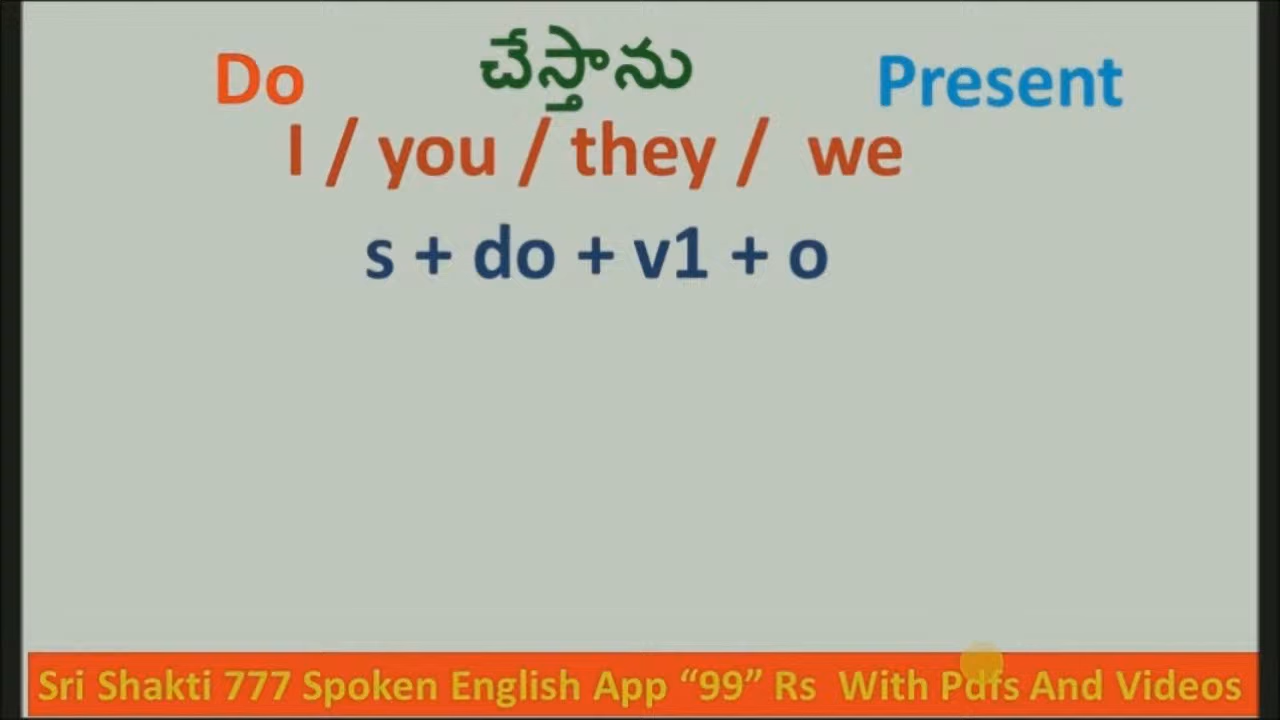 Do చేస్తాను Present
I / you / they / we
s + do + v1 + o
Sri Shakti 777 Spoken English App “99” Rs With Pdfs And Videos